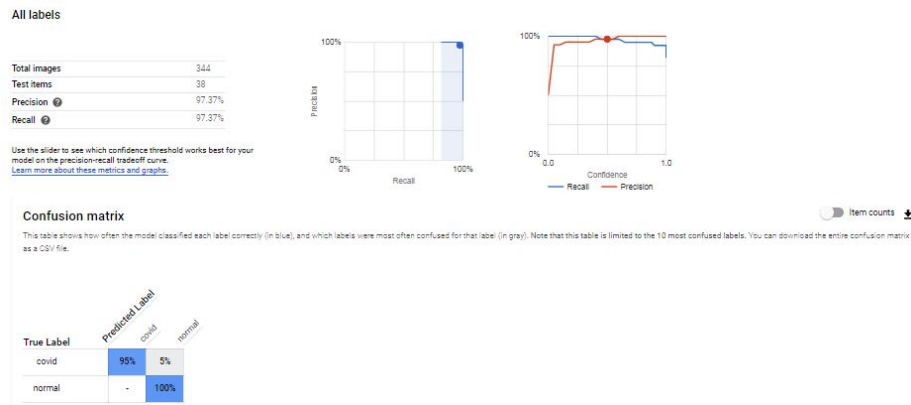 All labels
Total images 344
Test items 38
Precision 97.37%
Recall 97.37%
Use the slider to see which confidence threshold works best for your
model on the precision-recall tradeoff curve.
Learn more about these metrics and graphs.
100%
Precision
0%
0%
100%
Recall
100%
0%
0.0
1.0
Confidence
Recall Precision
Confusion matrix
Item counts
This table shows how often the model classified each label correctly (in blue), and which labels were most often confused for that label (in gray). Note that this table is limited to the 10 most confused labels. You can download the entire confusion matrix
as a CSV file.
True Label Predicted Label covid normal
covid 95% 5%
normal - 100%